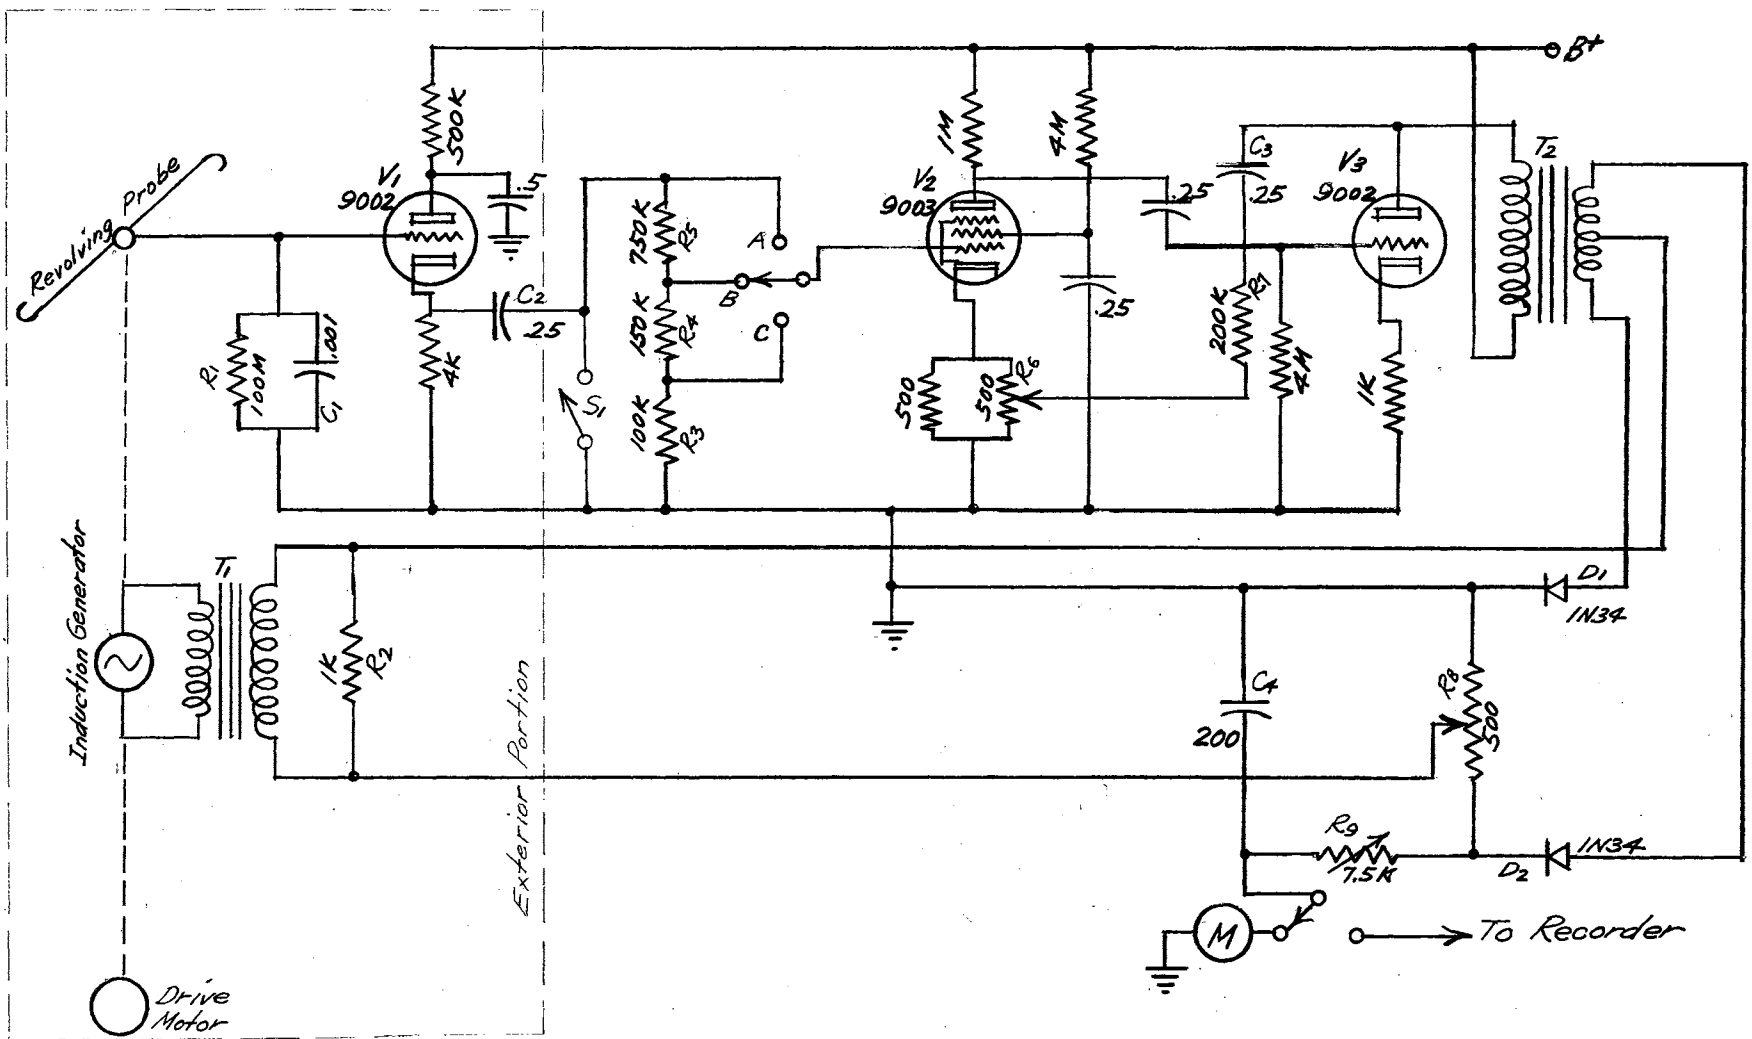 B+
500K
.5
V1
9002
Revolving Probe
R1
100M
.001
C1
4K
C2
.25
S1
750K
R5
150K
R4
100K
R3
A
B
C
1M
4M
V2
9003
.25
.25
500
500
R6
C3
.25
V3
9002
200K
R7
4M
1K
T2
Induction Generator
T1
1K
R2
Exterior Portion
D1
1N34
C4
200
R8
500
R9
7.5K
D2
1N34
M
To Recorder
Drive
Motor